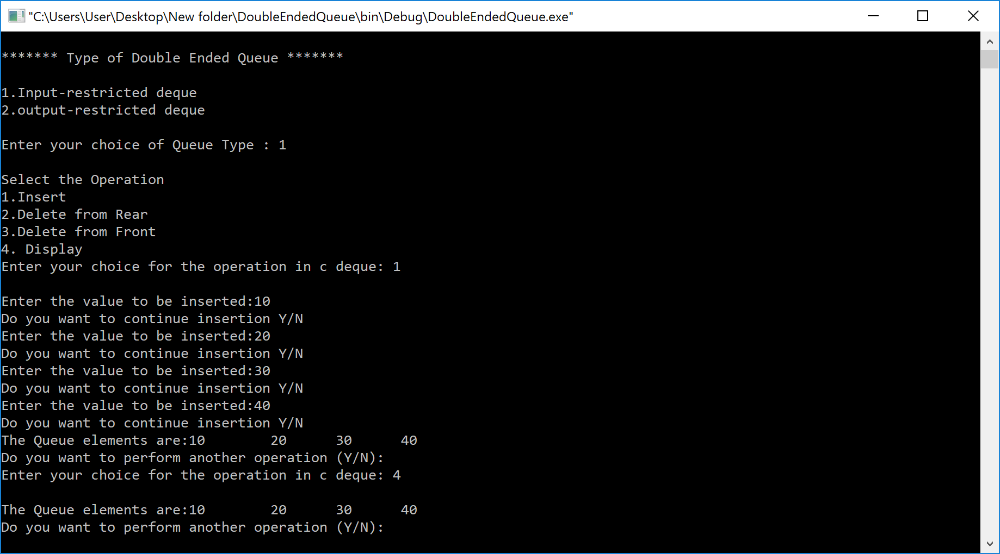 "C:\Users\User\Desktop\New folder\DoubleEndedQueue\bin\Debug\DoubleEndedQueue.exe"
******* Type of Double Ended Queue *******
1.Input-restricted deque
2.output-restricted deque
Enter your choice of Queue Type : 1
Select the Operation
1.Insert
2.Delete from Rear
3.Delete from Front
4. Display
Enter your choice for the operation in c deque: 1
Enter the value to be inserted:10
Do you want to continue insertion Y/N
Enter the value to be inserted:20
Do you want to continue insertion Y/N
Enter the value to be inserted:30
Do you want to continue insertion Y/N
Enter the value to be inserted:40
Do you want to continue insertion Y/N
The Queue elements are:10        20      30      40
Do you want to perform another operation (Y/N):
Enter your choice for the operation in c deque: 4
The Queue elements are:10        20      30      40
Do you want to perform another operation (Y/N):